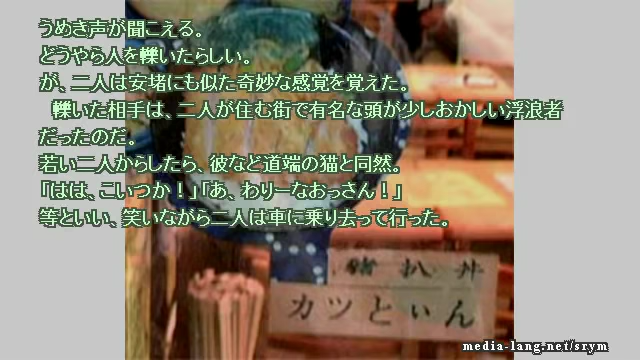 うめき声が聞こえる。
どうやら人を轢いたらしい。
が、二人は安堵にも似た奇妙な感覚を覚えた。
轢いた相手は、二人が住む街で有名な頭が少しおかしい浮浪者
だったのだ。
若い二人からしたら、彼など道端の猫と同然。
「はは、こいつか！」「あ、わりーなおっさん！」
等といい、笑いながら二人は車に乗り去って行った。
豬扒丼
カツとぃん
media-lang.net/srym